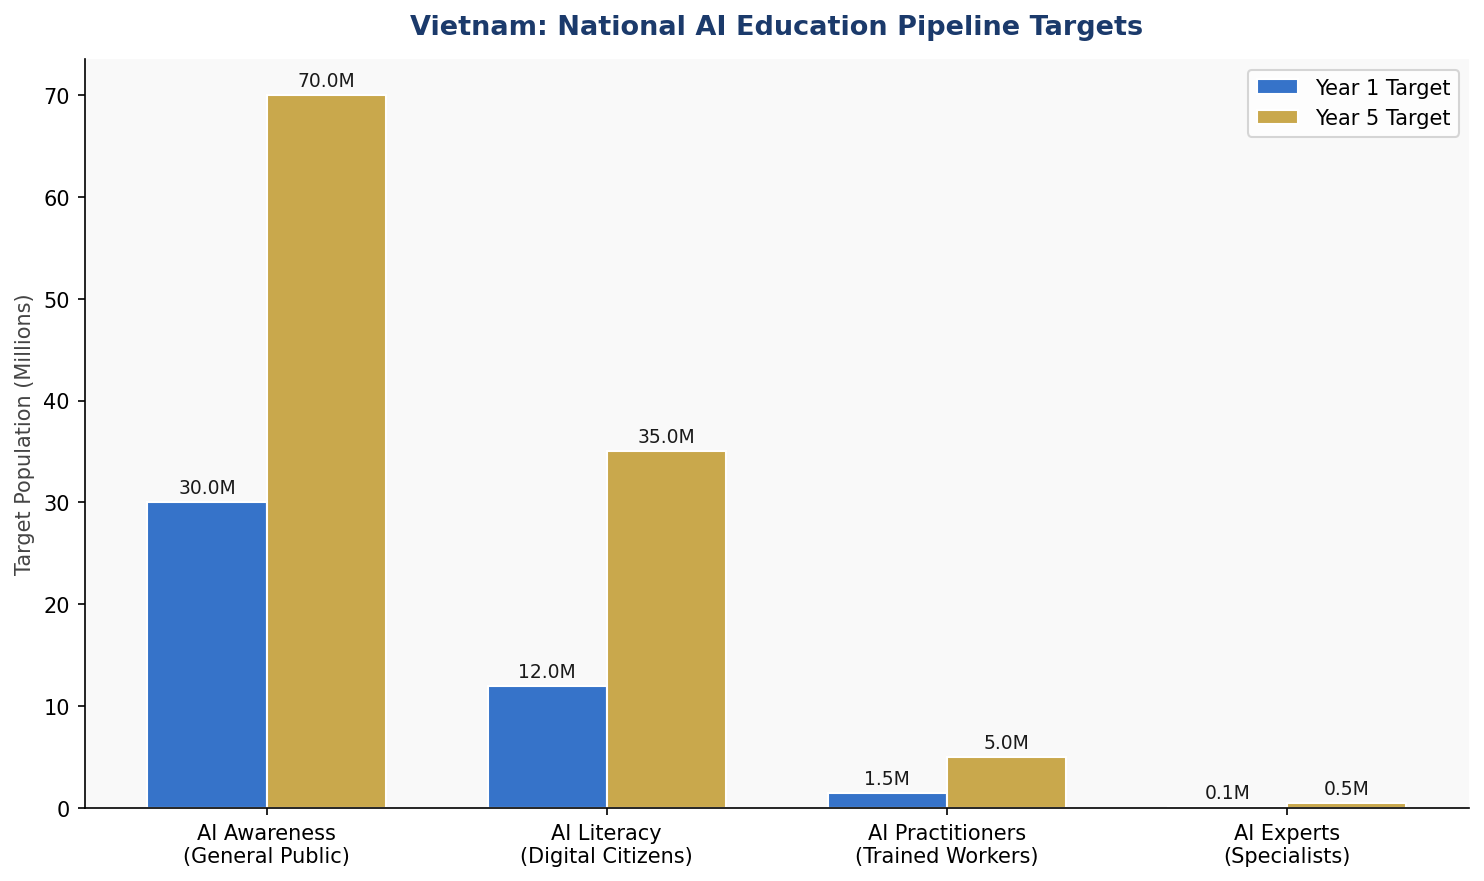 Vietnam: National AI Education Pipeline Targets
Year 1 Target
Year 5 Target
Target Population (Millions)
70
60
50
40
30
20
10
0
30.0M
70.0M
12.0M
35.0M
1.5M
5.0M
0.1M
0.5M
AI Awareness
(General Public)
AI Literacy
(Digital Citizens)
AI Practitioners
(Trained Workers)
AI Experts
(Specialists)